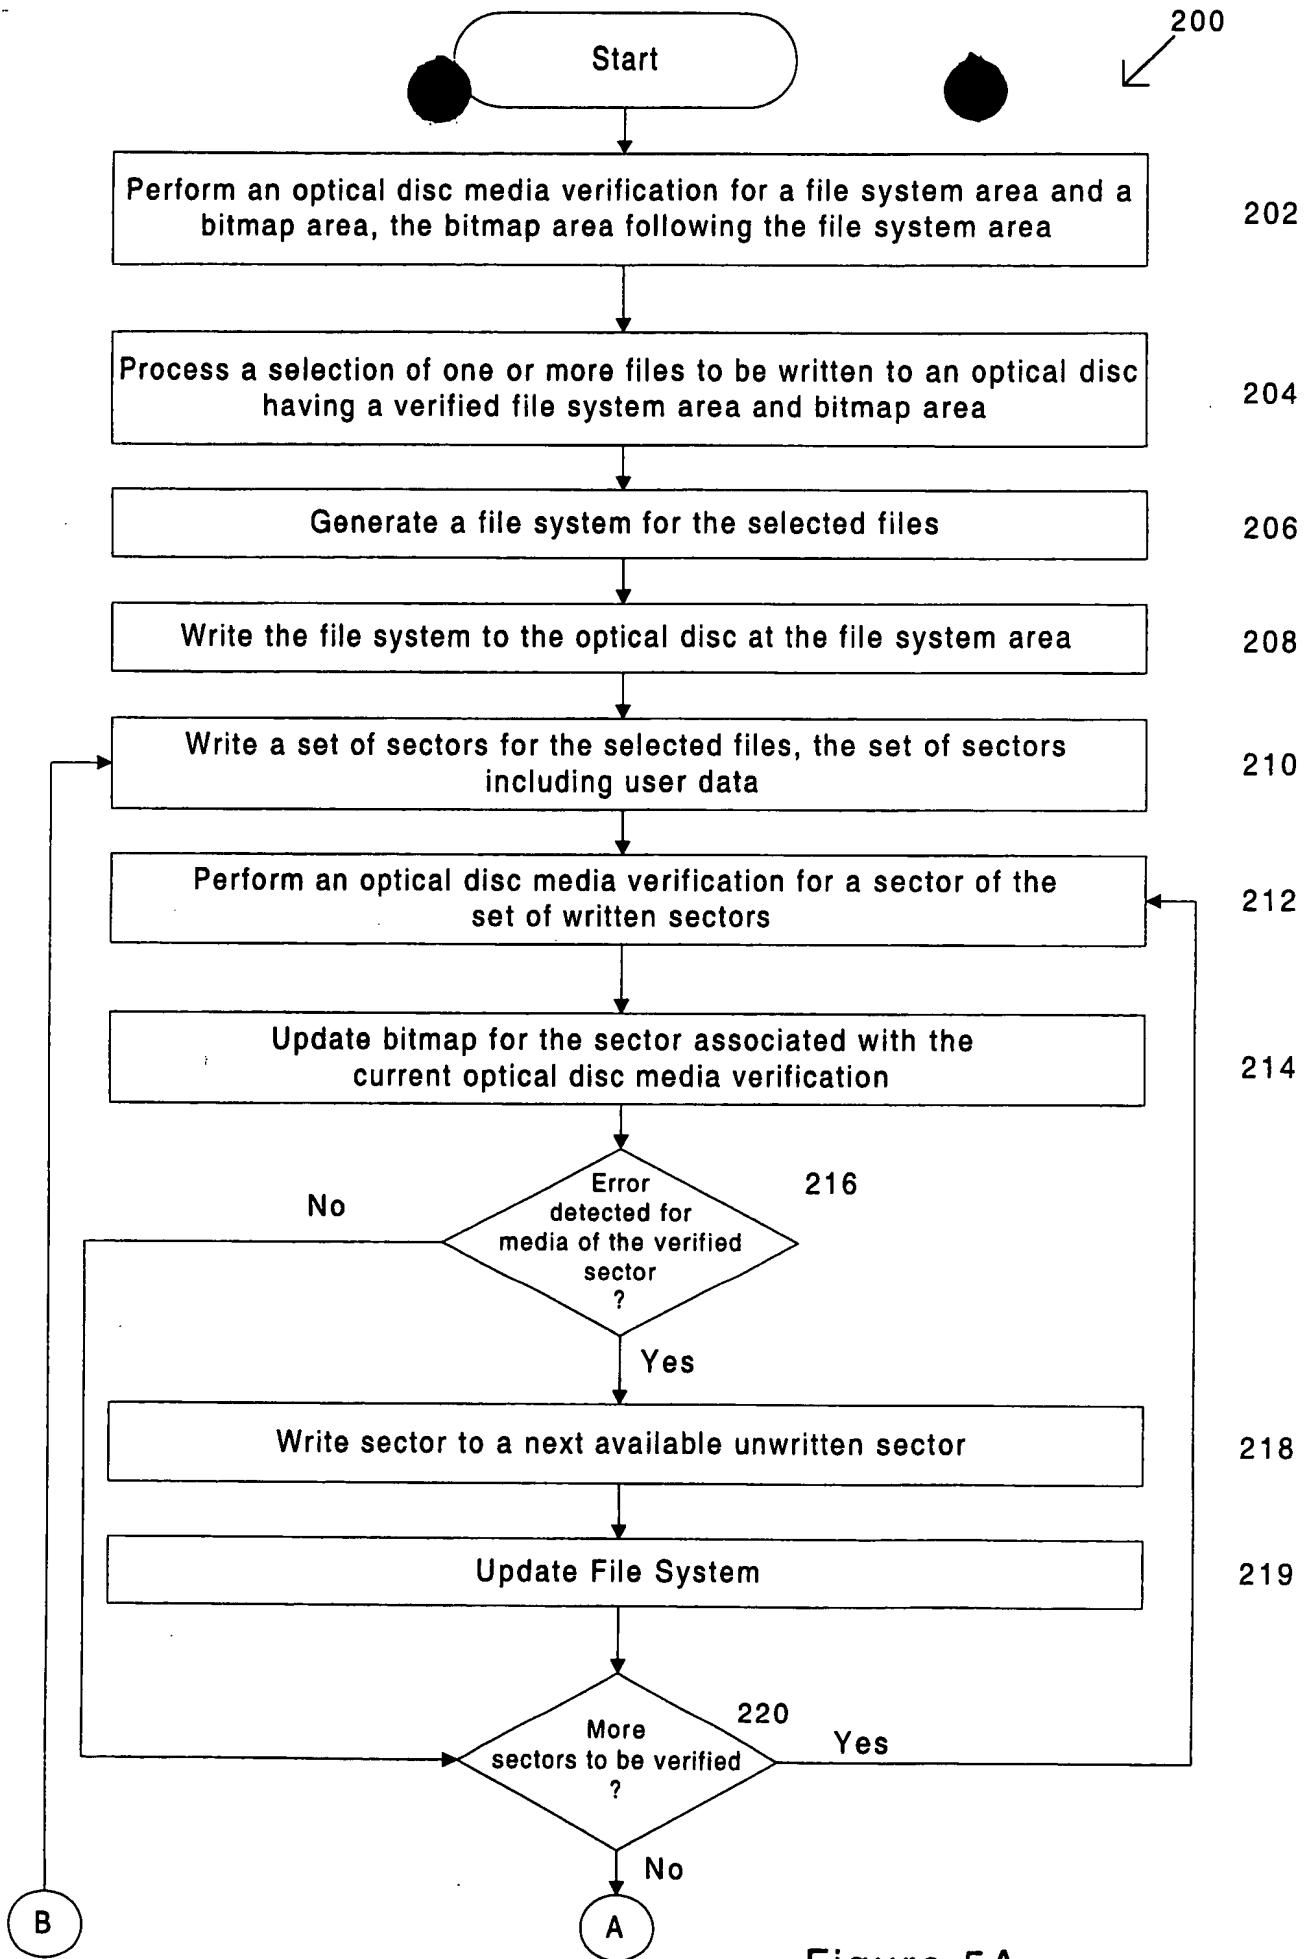 200
Start
Perform an optical disc media verification for a file system area and a
bitmap area, the bitmap area following the file system area
202
Process a selection of one or more files to be written to an optical disc
having a verified file system area and bitmap area
204
Generate a file system for the selected files
206
Write the file system to the optical disc at the file system area
208
Write a set of sectors for the selected files, the set of sectors
including user data
210
Perform an optical disc media verification for a sector of the
set of written sectors
212
Update bitmap for the sector associated with the
current optical disc media verification
214
Error
detected for
media of the verified
sector
?
216
No
Yes
Write sector to a next available unwritten sector
218
Update File System
219
More
sectors to be verified
?
220
Yes
No
B
A
Figure 5A